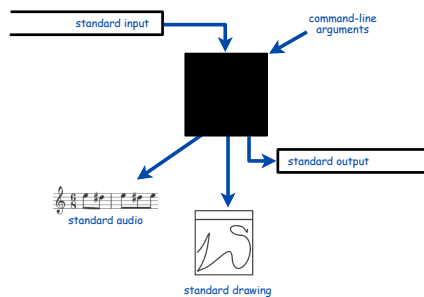 standard input
command-line
arguments
standard output
standard audio
standard drawing